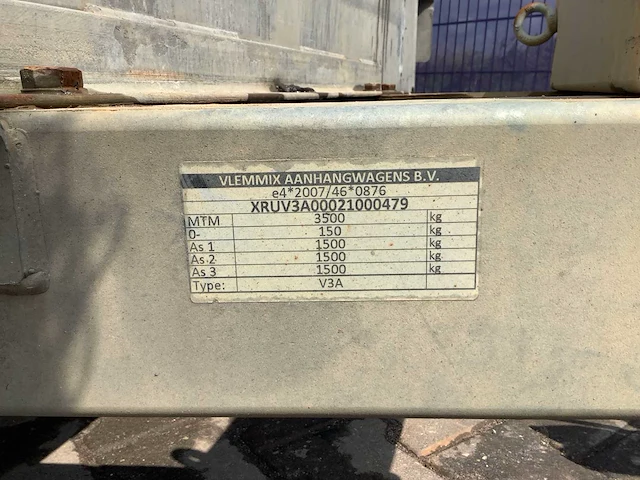 VLEMMIX AANHANGWAGENS B.V.
e4*2007/46*0876
XRUV3A00021000479
MTM 3500 kg
0- 150 kg
As 1 1500 kg
As 2 1500 kg
As 3 1500 kg
Type: V3A